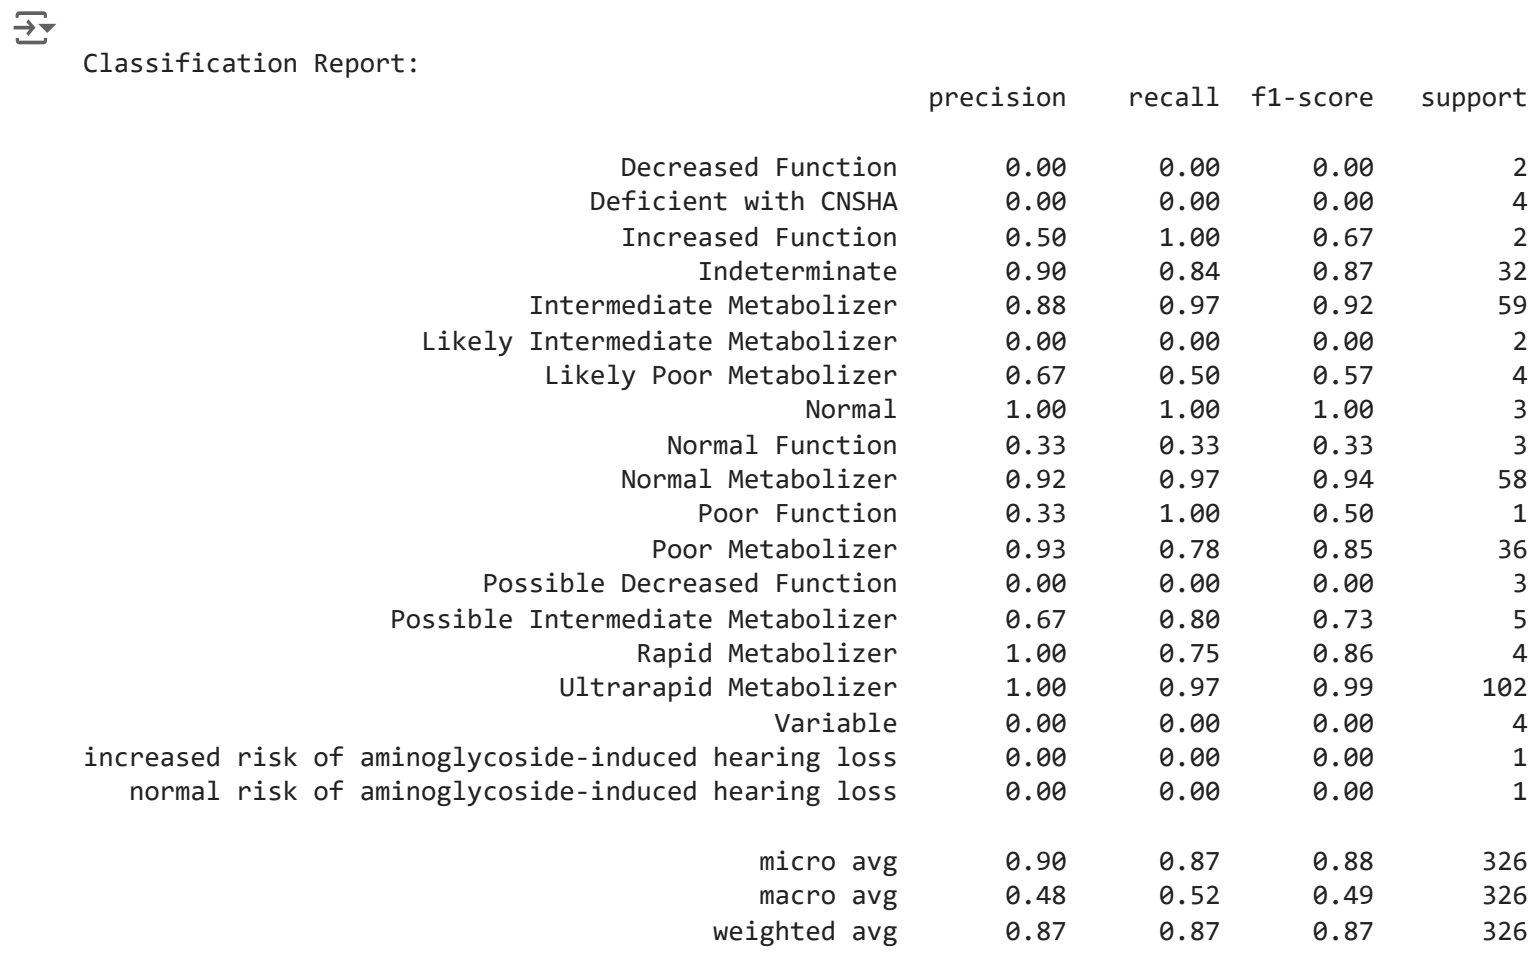 Classification Report:
precision recall f1-score support
Decreased Function 0.00 0.00 0.00 2
Deficient with CNSHA 0.00 0.00 0.00 4
Increased Function 0.50 1.00 0.67 2
Indeterminate 0.90 0.84 0.87 32
Intermediate Metabolizer 0.88 0.97 0.92 59
Likely Intermediate Metabolizer 0.00 0.00 0.00 2
Likely Poor Metabolizer 0.67 0.50 0.57 4
Normal 1.00 1.00 1.00 3
Normal Function 0.33 0.33 0.33 3
Normal Metabolizer 0.92 0.97 0.94 58
Poor Function 0.33 1.00 0.50 1
Poor Metabolizer 0.93 0.78 0.85 36
Possible Decreased Function 0.00 0.00 0.00 3
Possible Intermediate Metabolizer 0.67 0.80 0.73 5
Rapid Metabolizer 1.00 0.75 0.86 4
Ultrarapid Metabolizer 1.00 0.97 0.99 102
Variable 0.00 0.00 0.00 4
increased risk of aminoglycoside-induced hearing loss 0.00 0.00 0.00 1
normal risk of aminoglycoside-induced hearing loss 0.00 0.00 0.00 1
micro avg 0.90 0.87 0.88 326
macro avg 0.48 0.52 0.49 326
weighted avg 0.87 0.87 0.87 326